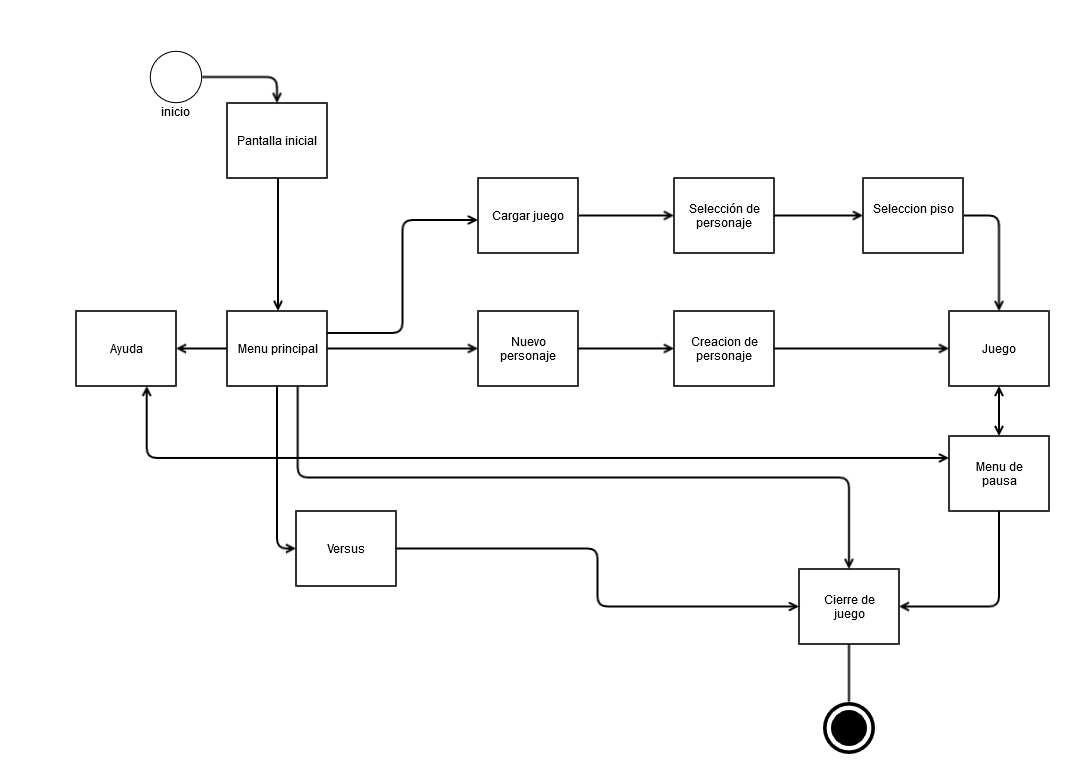 inicio
Pantalla inicial
Cargar juego
Selección de
personaje
Seleccion piso
Ayuda
Menu principal
Nuevo
personaje
Creacion de
personaje
Juego
Menu de
pausa
Versus
Cierre de
juego